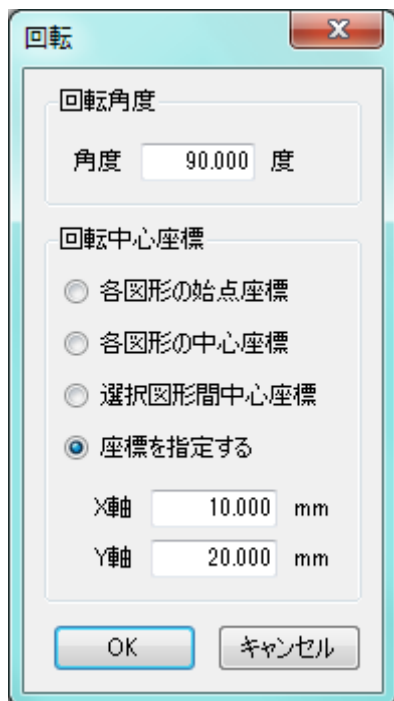 回転
回転角度
角度 90.000 度
回転中心座標
各図形の始点座標
各図形の中心座標
選択図形間中心座標
座標を指定する
X軸 10.000 mm
Y軸 20.000 mm
OK キャンセル